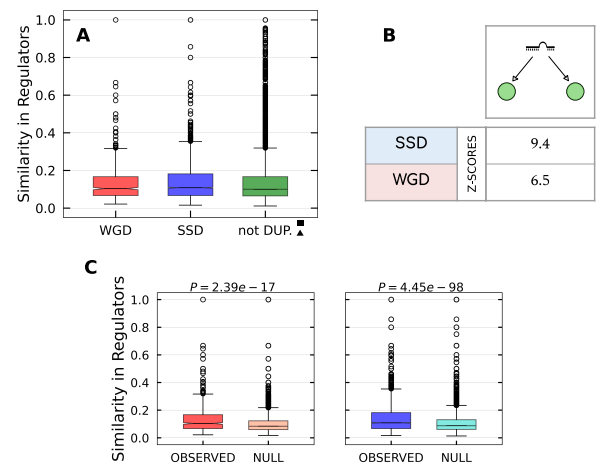 A
Similarity in Regulators
1.0
0.8
0.6
0.4
0.2
0.0
WGD
SSD
not DUP.
B
SSD
WGD
Z-SCORES
9.4
6.5
C
Similarity in Regulators
P = 2.39e − 17
P = 4.45e − 98
1.0
0.8
0.6
0.4
0.2
0.0
OBSERVED
NULL
OBSERVED
NULL